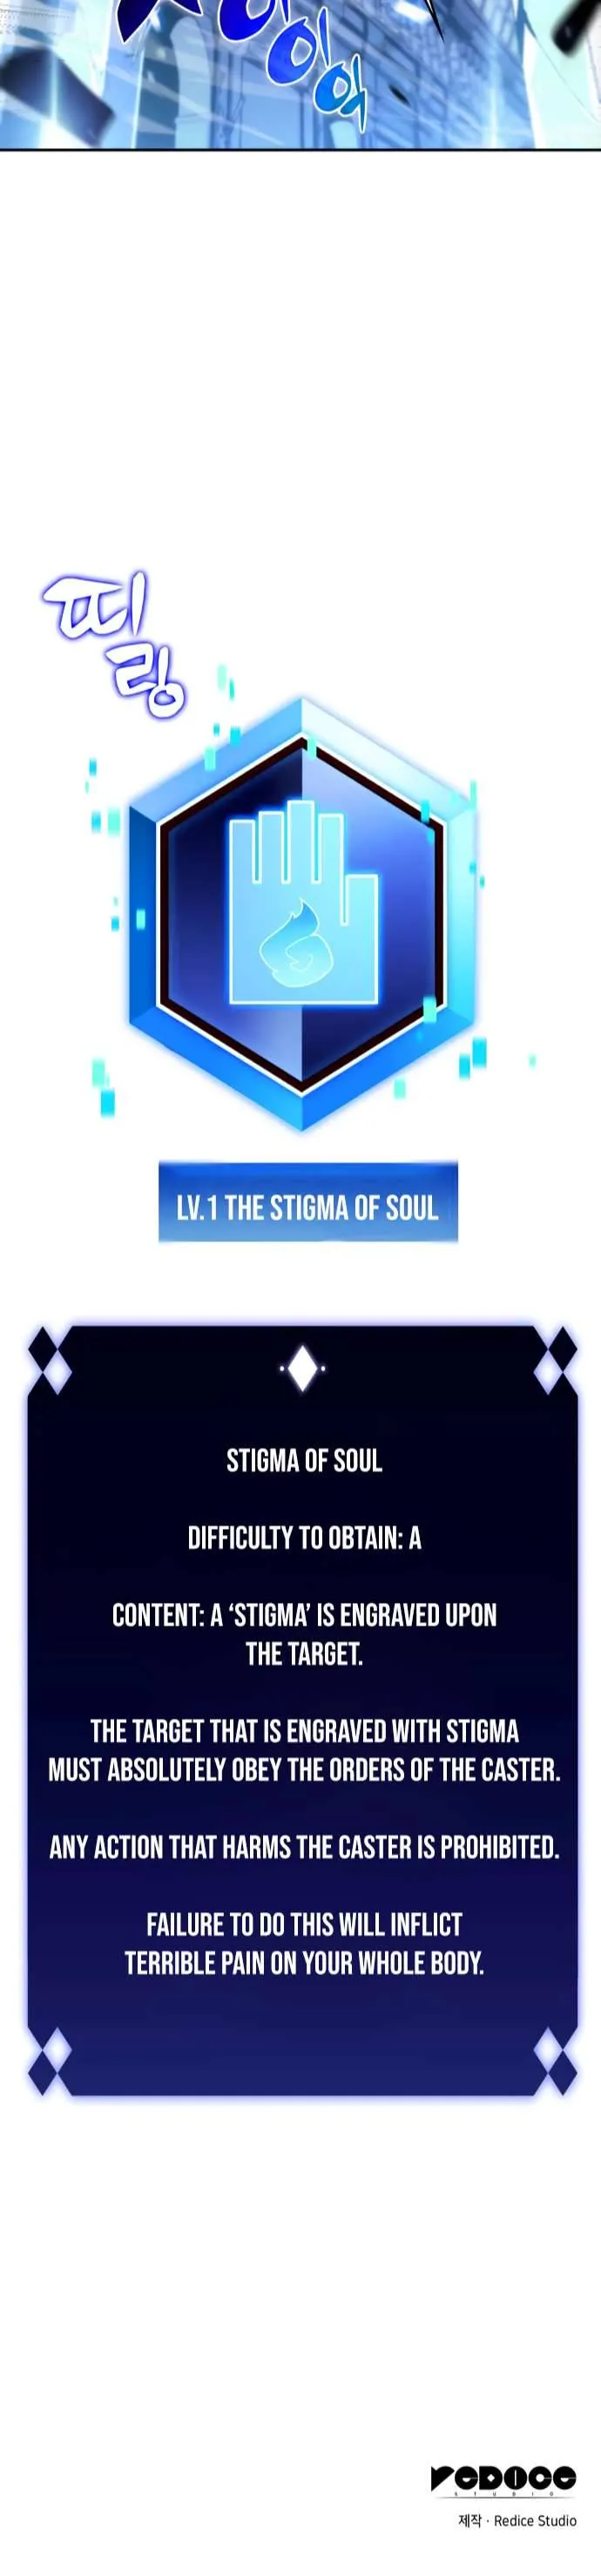 피
링
LV.1 THE STIGMA OF SOUL
STIGMA OF SOUL
DIFFICULTY TO OBTAIN: A
CONTENT: A ‘STIGMA’ IS ENGRAVED UPON
THE TARGET.
THE TARGET THAT IS ENGRAVED WITH STIGMA
MUST ABSOLUTELY OBEY THE ORDERS OF THE CASTER.
ANY ACTION THAT HARMS THE CASTER IS PROHIBITED.
FAILURE TO DO THIS WILL INFLICT
TERRIBLE PAIN ON YOUR WHOLE BODY.
REDICE
STUDIO
제작 · Redice Studio